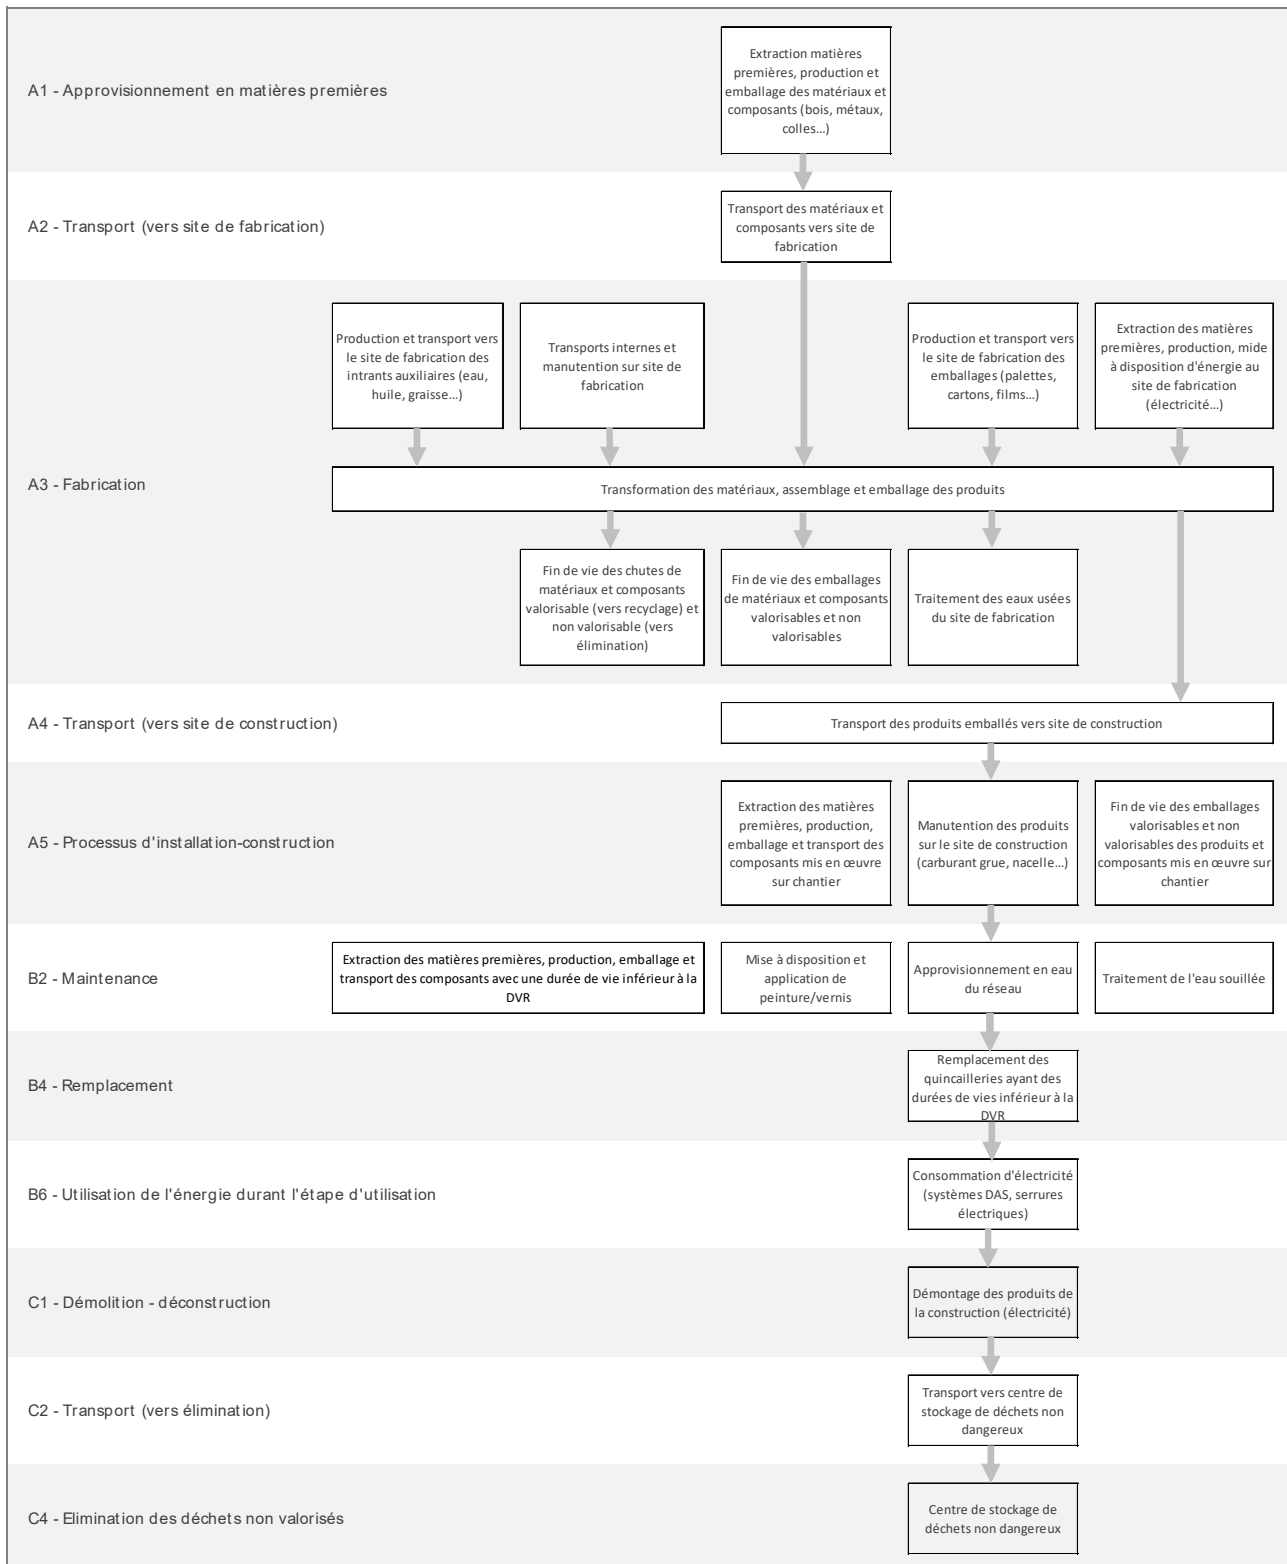 A1 - Approvisionnement en matières premières
Extraction matières
premières, production et
emballage des matériaux et
composants (bois, métaux,
colles…)
A2 - Transport (vers site de fabrication)
Transport des matériaux et
composants vers site de
fabrication
A3 - Fabrication
Production et transport vers
le site de fabrication des
intrants auxiliaires (eau,
huile, graisse…)
Transports internes et
manutention sur site de
fabrication
Production et transport vers
le site de fabrication des
emballages (palettes,
cartons, films…)
Extraction des matières
premières, production, mide
à disposition d'énergie au
site de fabrication
(électricité…)
Transformation des matériaux, assemblage et emballage des produits
Fin de vie des chutes de
matériaux et composants
valorisable (vers recyclage) et
non valorisable (vers
élimination)
Fin de vie des emballages
de matériaux et composants
valorisables et non
valorisables
Traitement des eaux usées
du site de fabrication
A4 - Transport (vers site de construction)
Transport des produits emballés vers site de construction
A5 - Processus d'installation-construction
Extraction des matières
premières, production,
emballage et transport des
composants mis en œuvre
sur chantier
Manutention des produits
sur le site de construction
(carburant grue, nacelle…)
Fin de vie des emballages
valorisables et non
valorisables des produits et
composants mis en œuvre sur
chantier
B2 - Maintenance
Extraction des matières premières, production, emballage et
transport des composants avec une durée de vie inférieur à la
DVR
Mise à disposition et
application de
peinture/vernis
Approvisionnement en eau
du réseau
Traitement de l'eau souillée
B4 - Remplacement
Remplacement des
quincailleries ayant des
durées de vies inférieur à la
DVR
B6 - Utilisation de l'énergie durant l'étape d'utilisation
Consommation d'électricité
(systèmes DAS, serrures
électriques)
C1 - Démolition - déconstruction
Démontage des produits de
la construction (électricité)
C2 - Transport (vers élimination)
Transport vers centre de
stockage de déchets non
dangereux
C4 - Elimination des déchets non valorisés
Centre de stockage de
déchets non dangereux